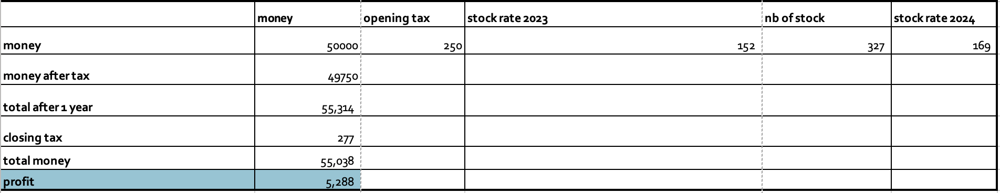 money opening tax stock rate 2023 nb of stock stock rate 2024
money 50000 250 152 327 169
money after tax 49750
total after 1 year 55,314
closing tax 277
total money 55,038
profit 5,288